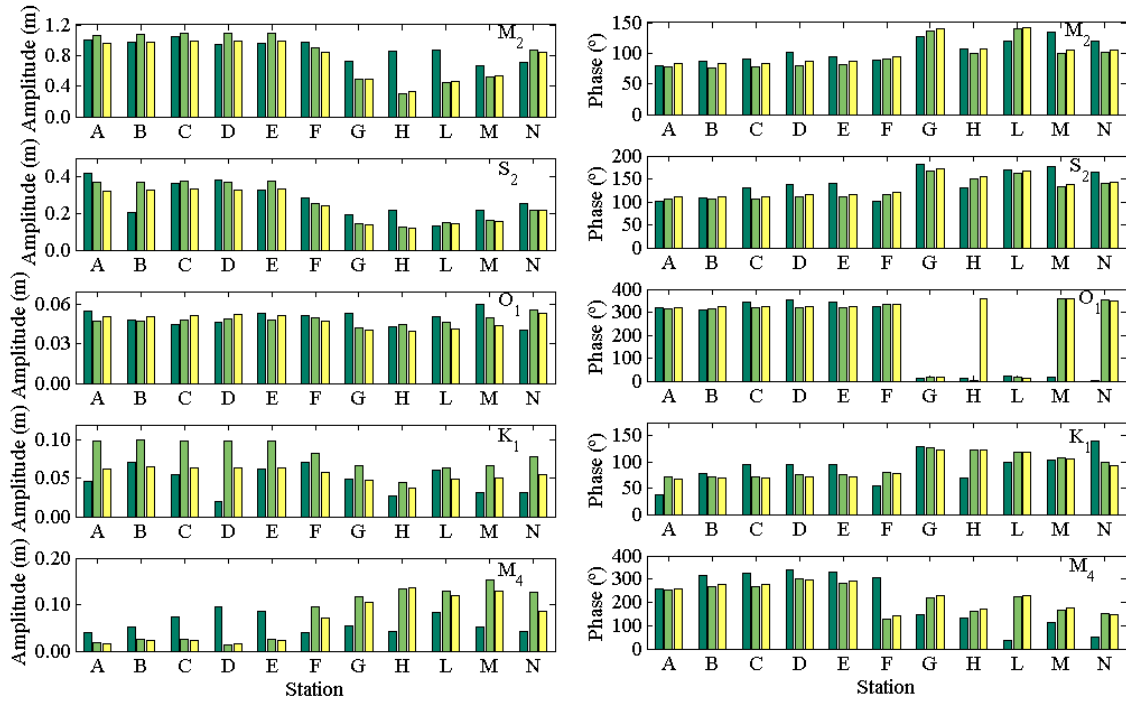 Amplitude (m)
1.2
0.8
0.4
0.0
M2
A B C D E F G H L M N
Phase (º)
150
100
50
0
M2
A B C D E F G H L M N
Amplitude (m)
0.4
0.2
0.0
S2
A B C D E F G H L M N
Phase (º)
200
150
100
50
0
S2
A B C D E F G H L M N
Amplitude (m)
0.06
0.03
0.00
O1
A B C D E F G H L M N
Phase (º)
400
300
200
100
0
O1
A B C D E F G H L M N
Amplitude (m)
0.10
0.05
0.00
K1
A B C D E F G H L M N
Phase (º)
150
100
50
0
K1
A B C D E F G H L M N
Amplitude (m)
0.20
0.10
0.00
M4
A B C D E F G H L M N
Station
Phase (º)
400
300
200
100
0
M4
A B C D E F G H L M N
Station